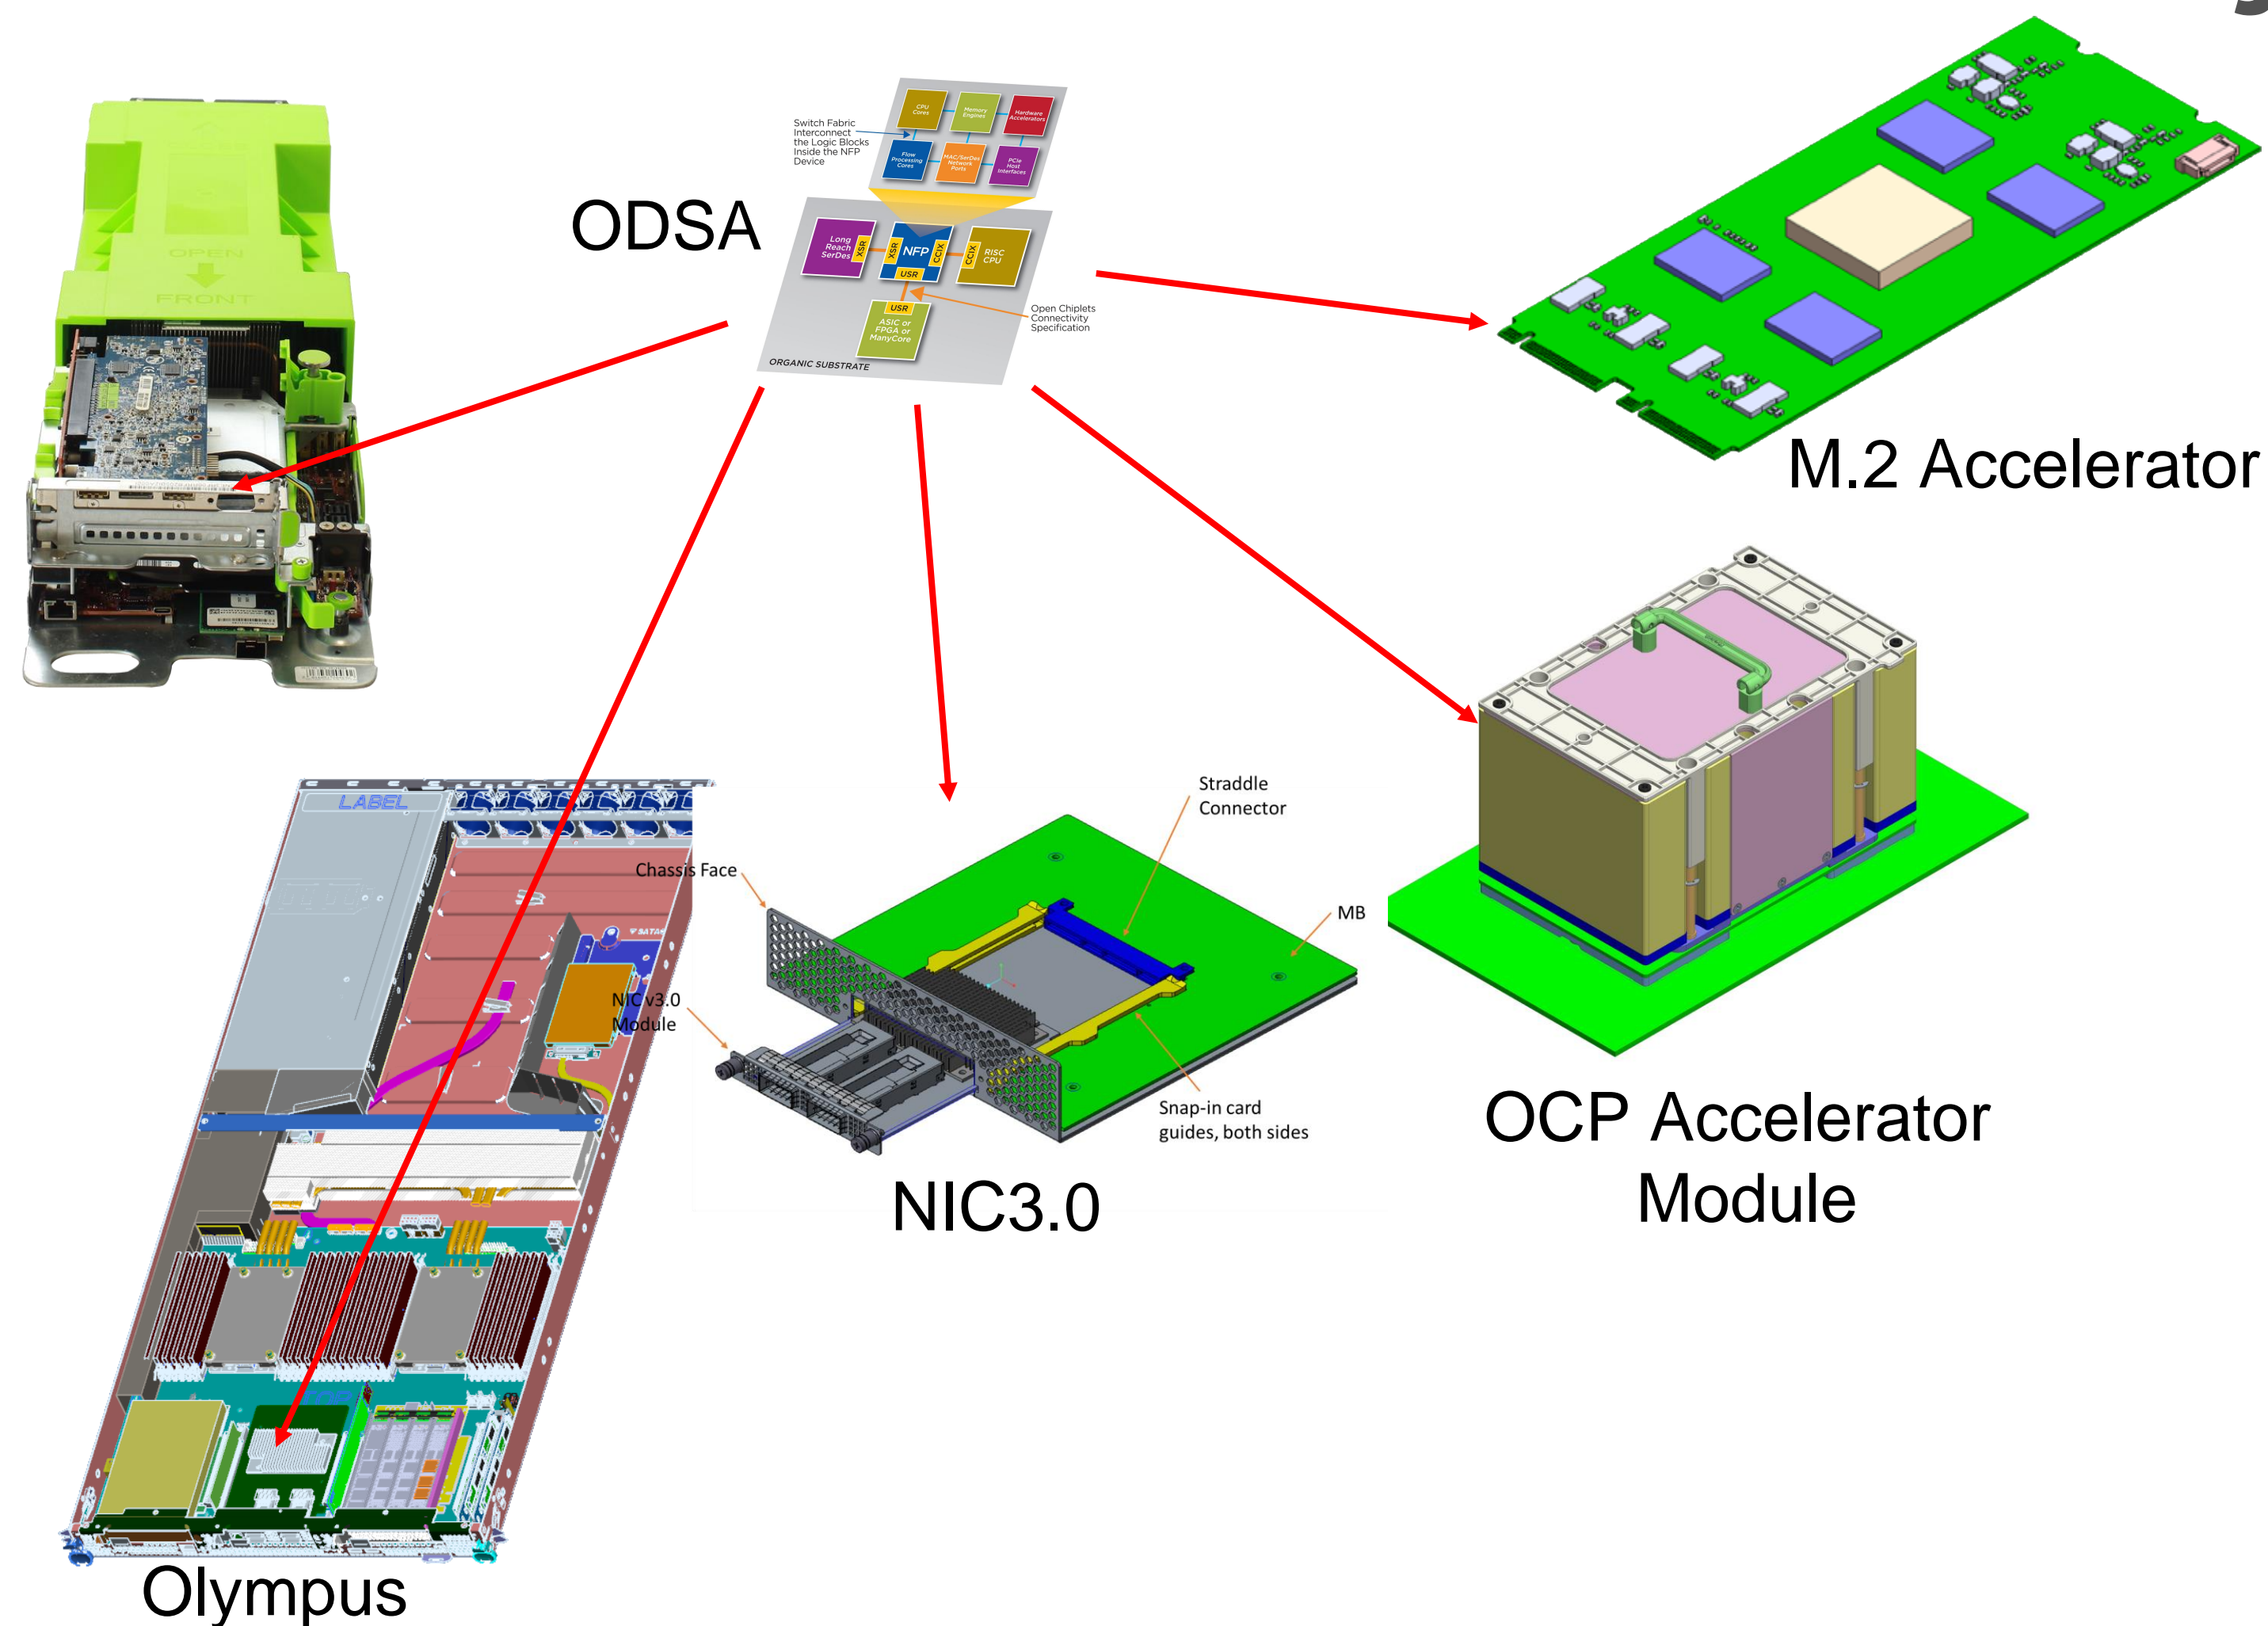 OPEN
FRONT
ODSA
Switch Fabric
Interconnect
the Logic Blocks
Inside the NFP
Device
CPU
Cores
Memory
Engines
Hardware
Accelerators
Flow
Processing
Cores
MAC/SerDes
Network
Ports
PCIe
Host
Interfaces
Long
Reach
SerDes
XSR
XSR
NFP
CCIX
CCIX
RISC
CPU
USR
USR
ASIC or
FPGA or
ManyCore
Open Chiplets
Connectivity
Specification
ORGANIC SUBSTRATE
M.2 Accelerator
LABEL
SATA
Chassis Face
NIC v3.0
Module
Straddle
Connector
MB
Snap-in card
guides, both sides
NIC3.0
OCP Accelerator
Module
TOP
Olympus